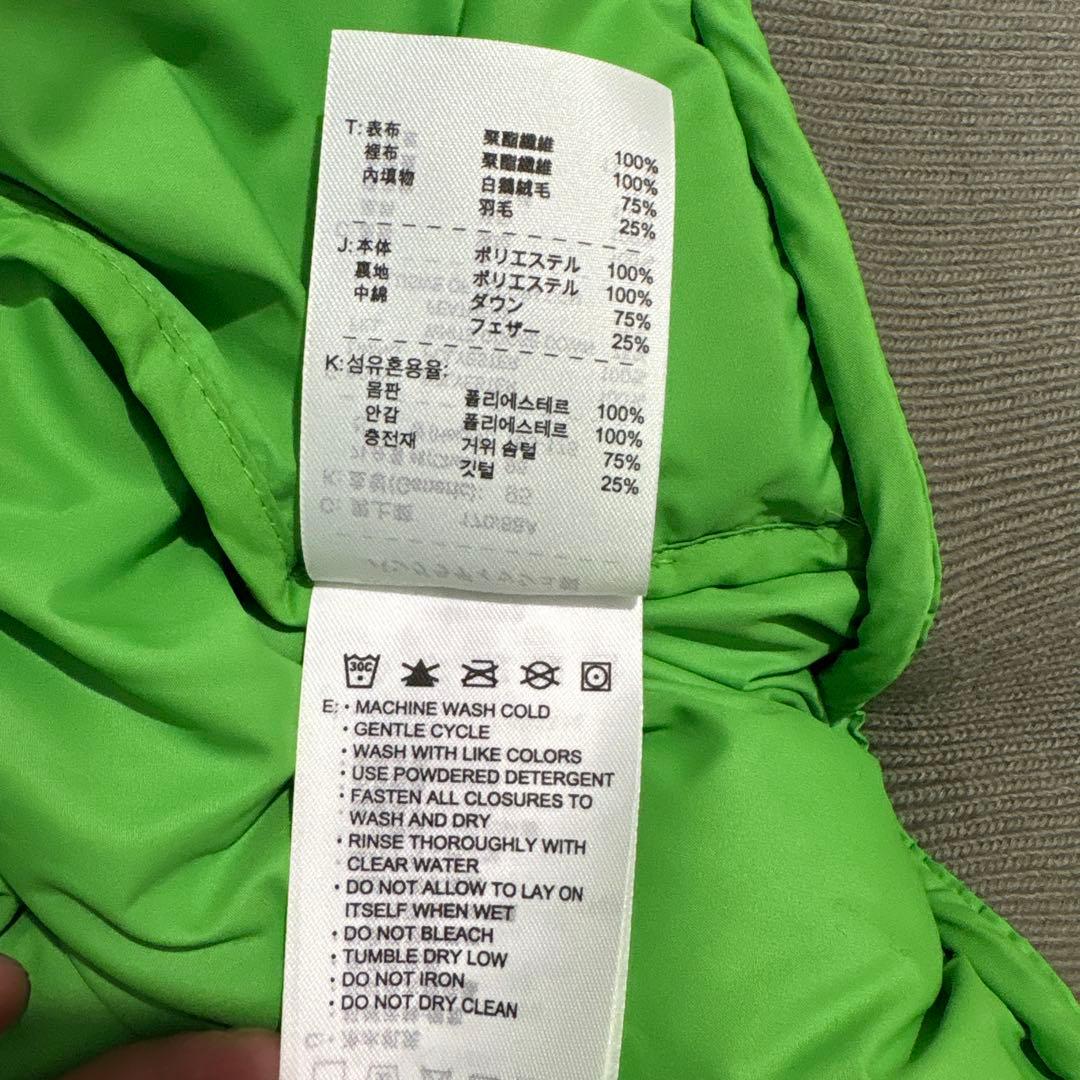 T: 表布 聚酯纖維 100%
裡布 聚酯纖維 100%
內填物 白鵝絨毛 75%
羽毛 25%
J: 本体 ポリエステル 100%
裏地 ポリエステル 100%
中綿 ダウン 75%
フェザー 25%
K: 섬유혼용율:
몸판 폴리에스테르 100%
안감 폴리에스테르 100%
충전재 거위 솜털 75%
깃털 25%
30C
E: • MACHINE WASH COLD
• GENTLE CYCLE
• WASH WITH LIKE COLORS
• USE POWDERED DETERGENT
• FASTEN ALL CLOSURES TO
WASH AND DRY
• RINSE THOROUGHLY WITH
CLEAR WATER
• DO NOT ALLOW TO LAY ON
ITSELF WHEN WET
• DO NOT BLEACH
• TUMBLE DRY LOW
• DO NOT IRON
• DO NOT DRY CLEAN